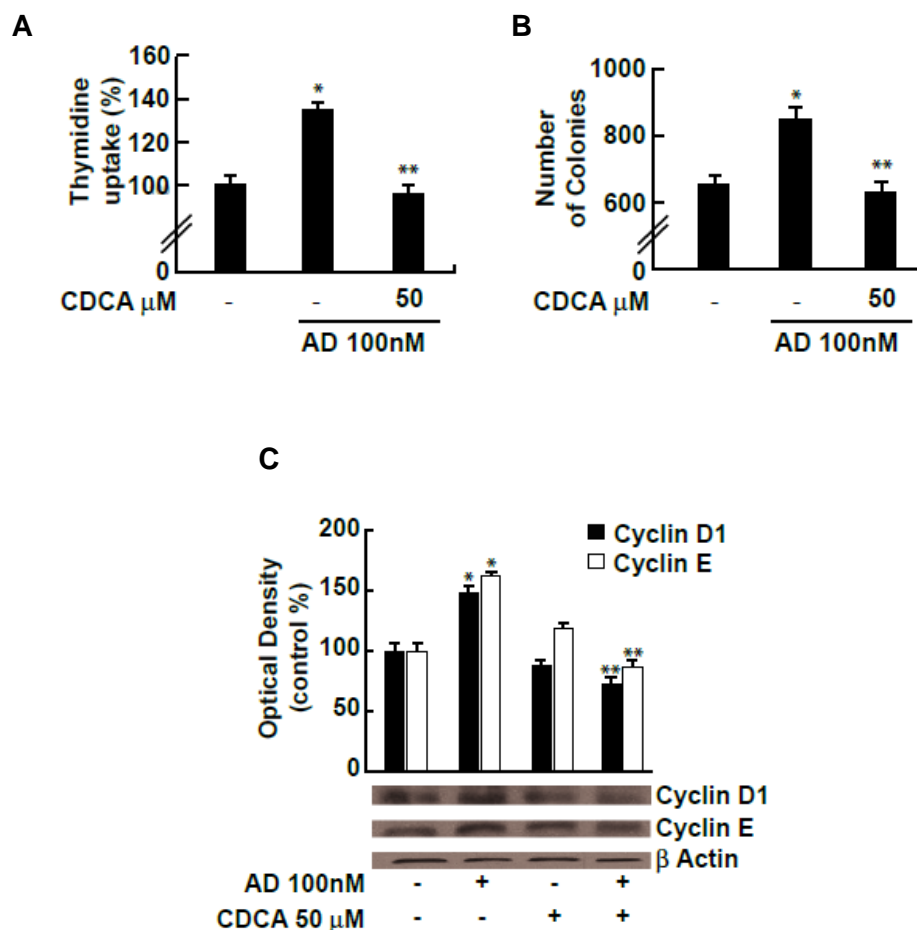 A
160
140
120
100
0
Thymidine
uptake (%)
*
**
CDCA μM - - 50
AD 100nM
B
1000
800
600
0
Number
of Colonies
*
**
CDCA μM - - 50
AD 100nM
C
200
150
100
50
0
Optical Density
(control %)
Cyclin D1
Cyclin E
* *
** **
Cyclin D1
Cyclin E
β Actin
AD 100nM - + - +
CDCA 50 μM - - + +